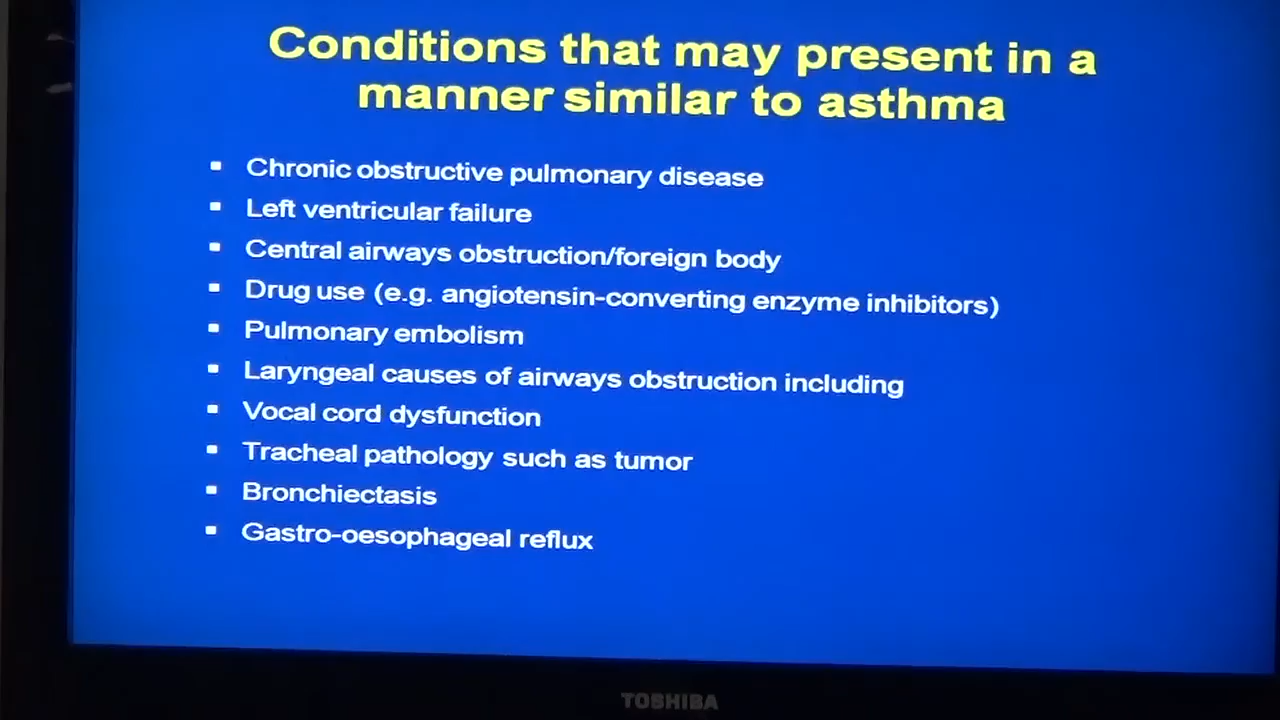 Conditions that may present in a
manner similar to asthma
▪ Chronic obstructive pulmonary disease
▪ Left ventricular failure
▪ Central airways obstruction/foreign body
▪ Drug use (e.g. angiotensin-converting enzyme inhibitors)
▪ Pulmonary embolism
▪ Laryngeal causes of airways obstruction including
▪ Vocal cord dysfunction
▪ Tracheal pathology such as tumor
▪ Bronchiectasis
▪ Gastro-oesophageal reflux
TOSHIBA